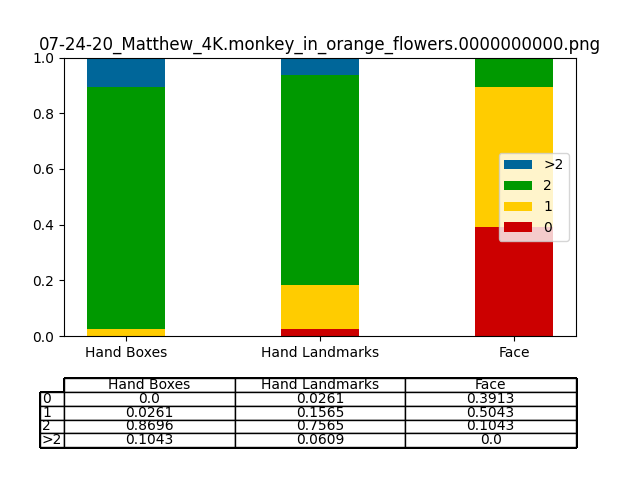 07-24-20_Matthew_4K.monkey_in_orange_flowers.0000000000.png
1.0
0.8
0.6
0.4
0.2
0.0
>2
2
1
0
Hand Boxes Hand Landmarks Face
Hand Boxes Hand Landmarks Face
0 0.0 0.0261 0.3913
1 0.0261 0.1565 0.5043
2 0.8696 0.7565 0.1043
>2 0.1043 0.0609 0.0